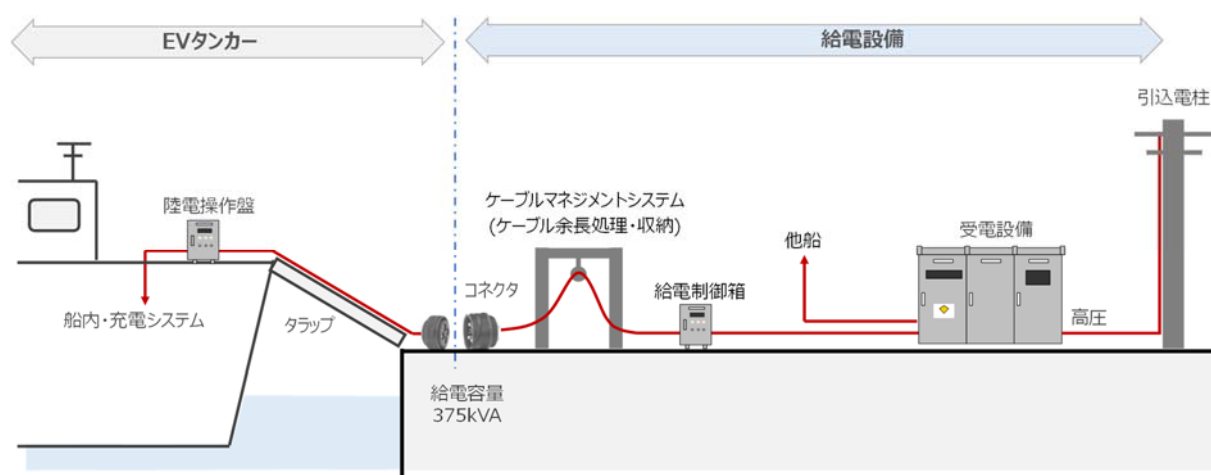 EVタンカー
給電設備
引込電柱
ケーブルマネジメントシステム
(ケーブル余長処理・収納)
陸電操作盤
他船
受電設備
コネクタ
給電制御箱
高圧
船内・充電システム
タラップ
給電容量
375kVA